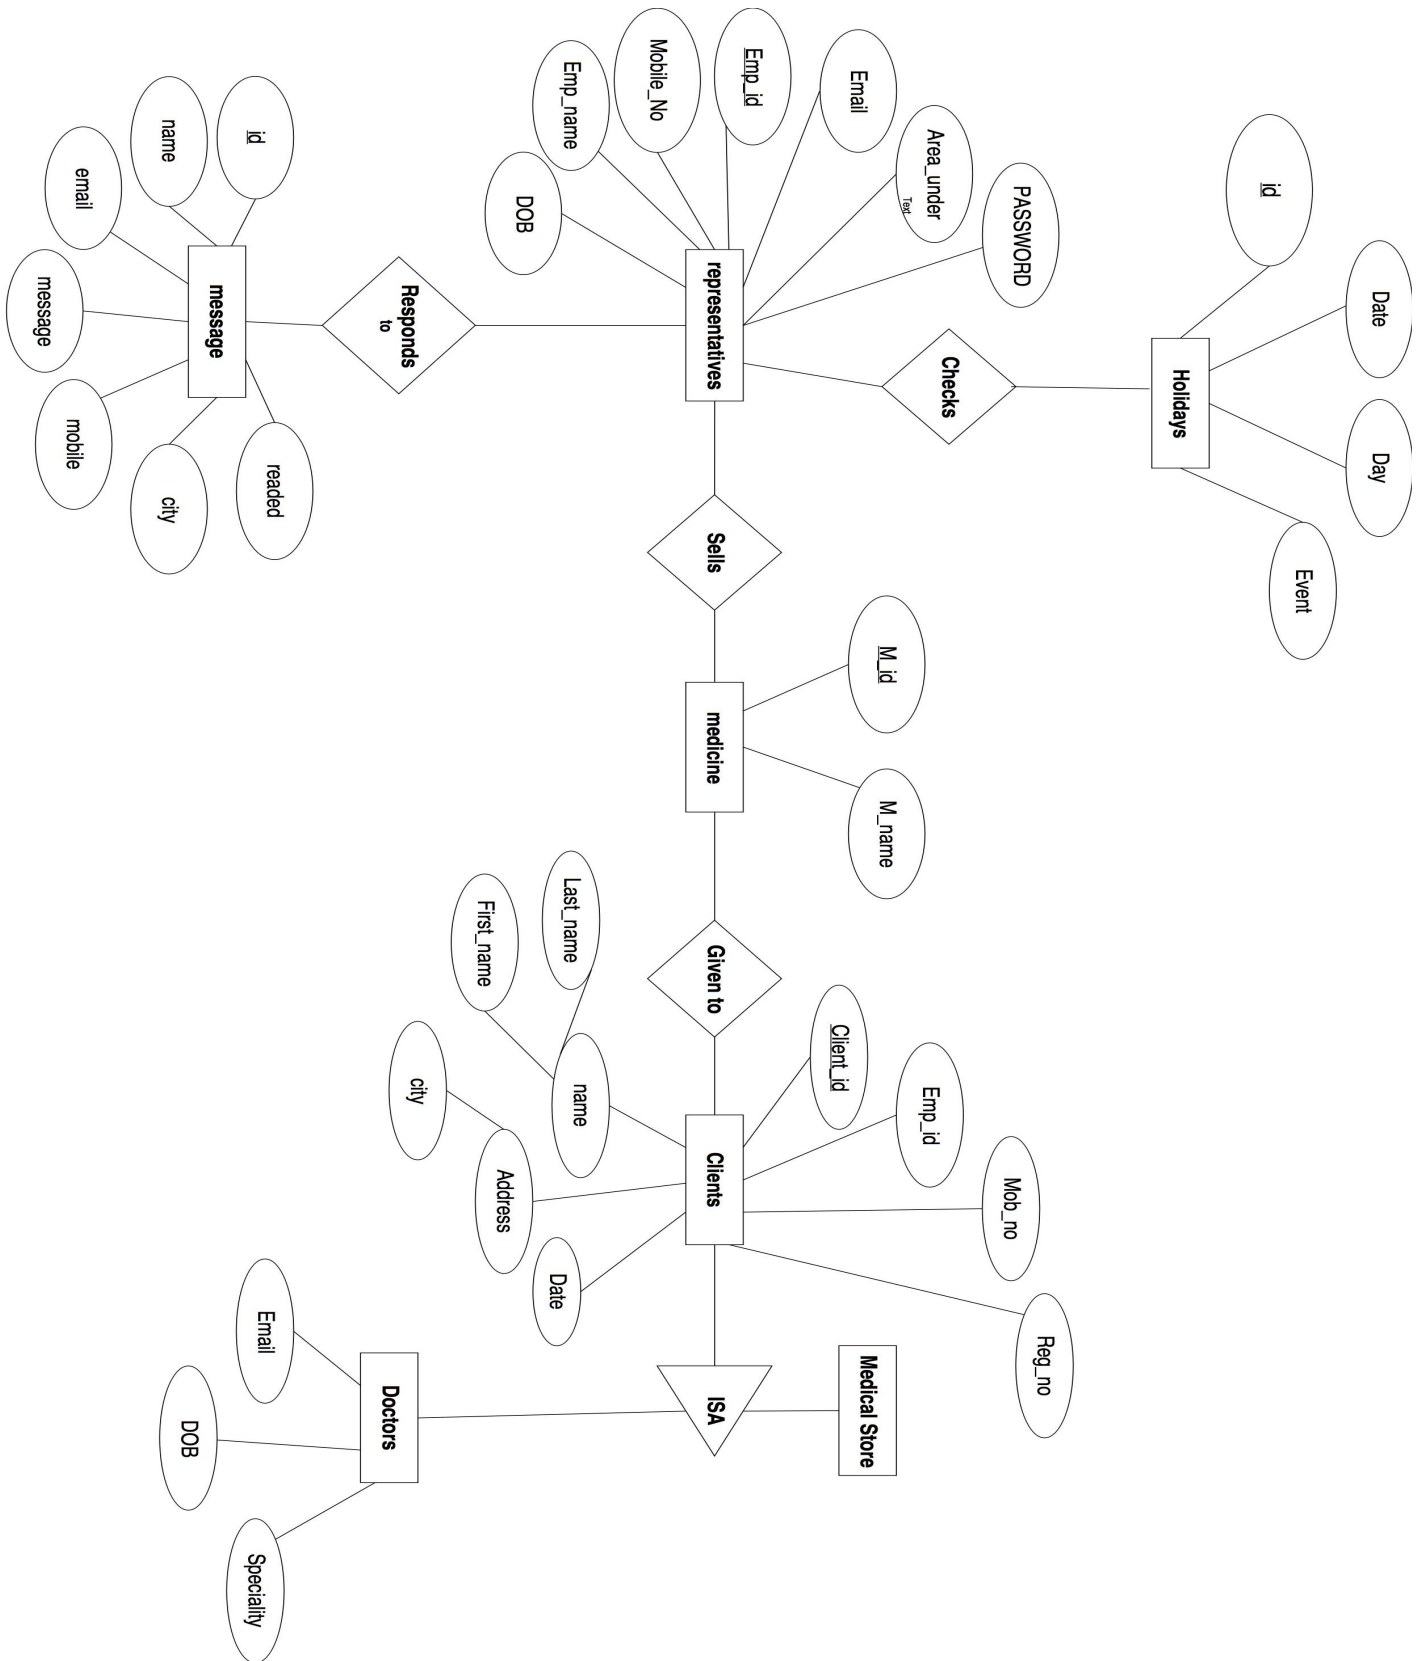 id
Date
Day
Event
Holidays
PASSWORD
Area_under
Text
Email
Emp_id
Mobile_No
Emp_name
DOB
representatives
Checks
Responds
to
id
name
email
message
mobile
city
readed
message
Sells
M_id
M_name
medicine
Given to
Client_id
Emp_id
Mob_no
Reg_no
Clients
Last_name
First_name
name
city
Address
Date
ISA
Medical Store
Doctors
Email
DOB
Speciality